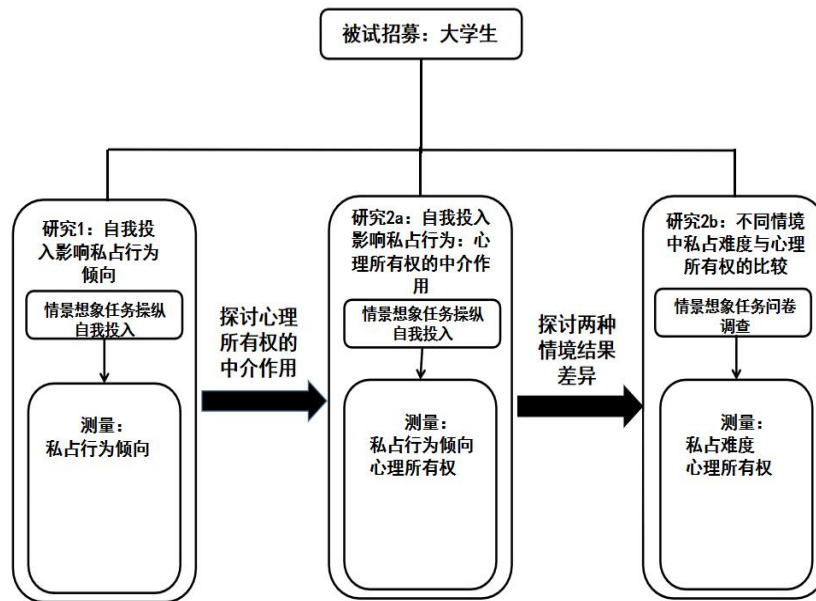 被试招募：大学生
研究1：自我投
入影响私占行为
倾向
情景想象任务操纵
自我投入
测量：
私占行为倾向
探讨心理
所有权的
中介作用
研究2a：自我投入
影响私占行为：心
理所有权的中介作
用
情景想象任务操纵
自我投入
测量：
私占行为倾向
心理所有权
探讨两种
情境结果
差异
研究2b：不同情境
中私占难度与心理
所有权的比较
情景想象任务问卷
调查
测量：
私占难度
心理所有权